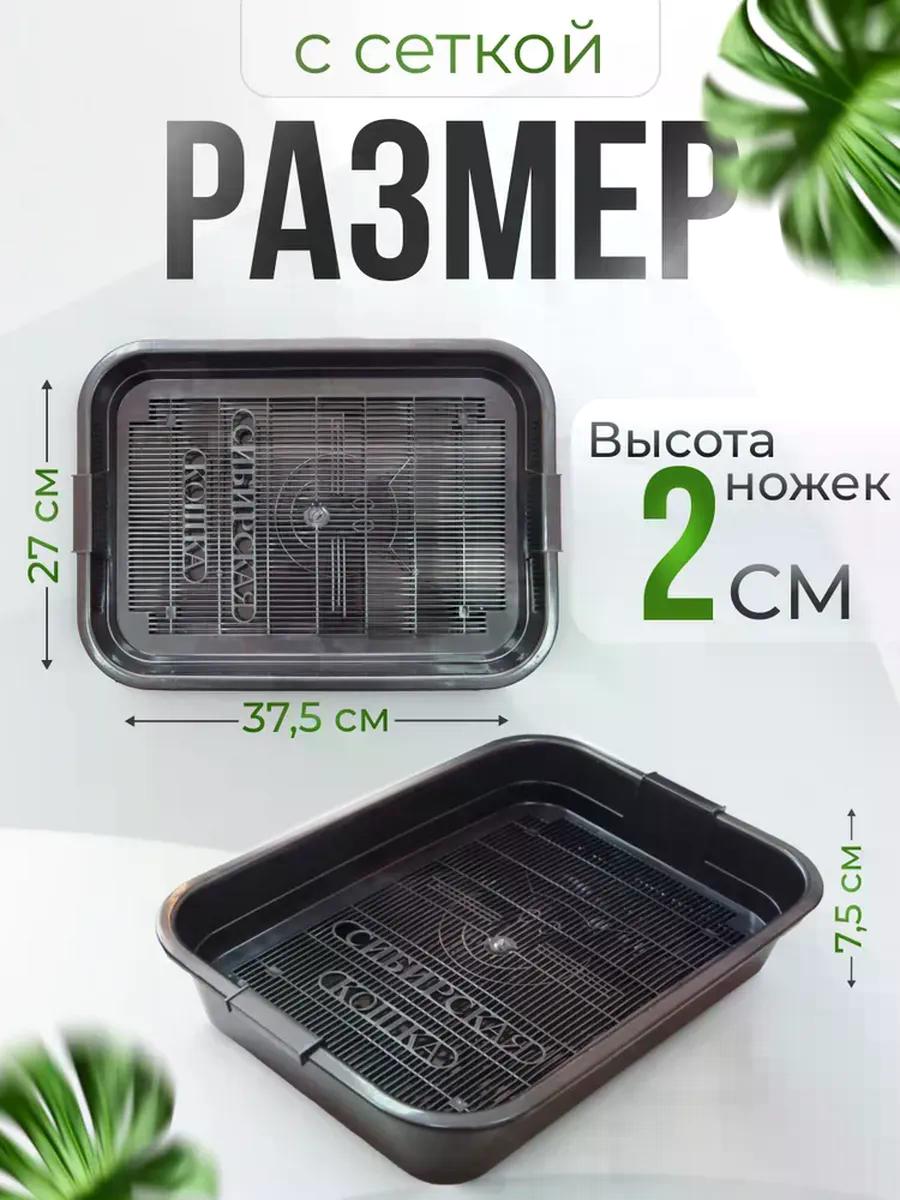 с сеткой
РАЗМЕР
27 см
СИБИРСКАЯ
КОШКА
Высота
ножек
2 см
37,5 см
7,5 см
СИБИРСКАЯ
КОШКА